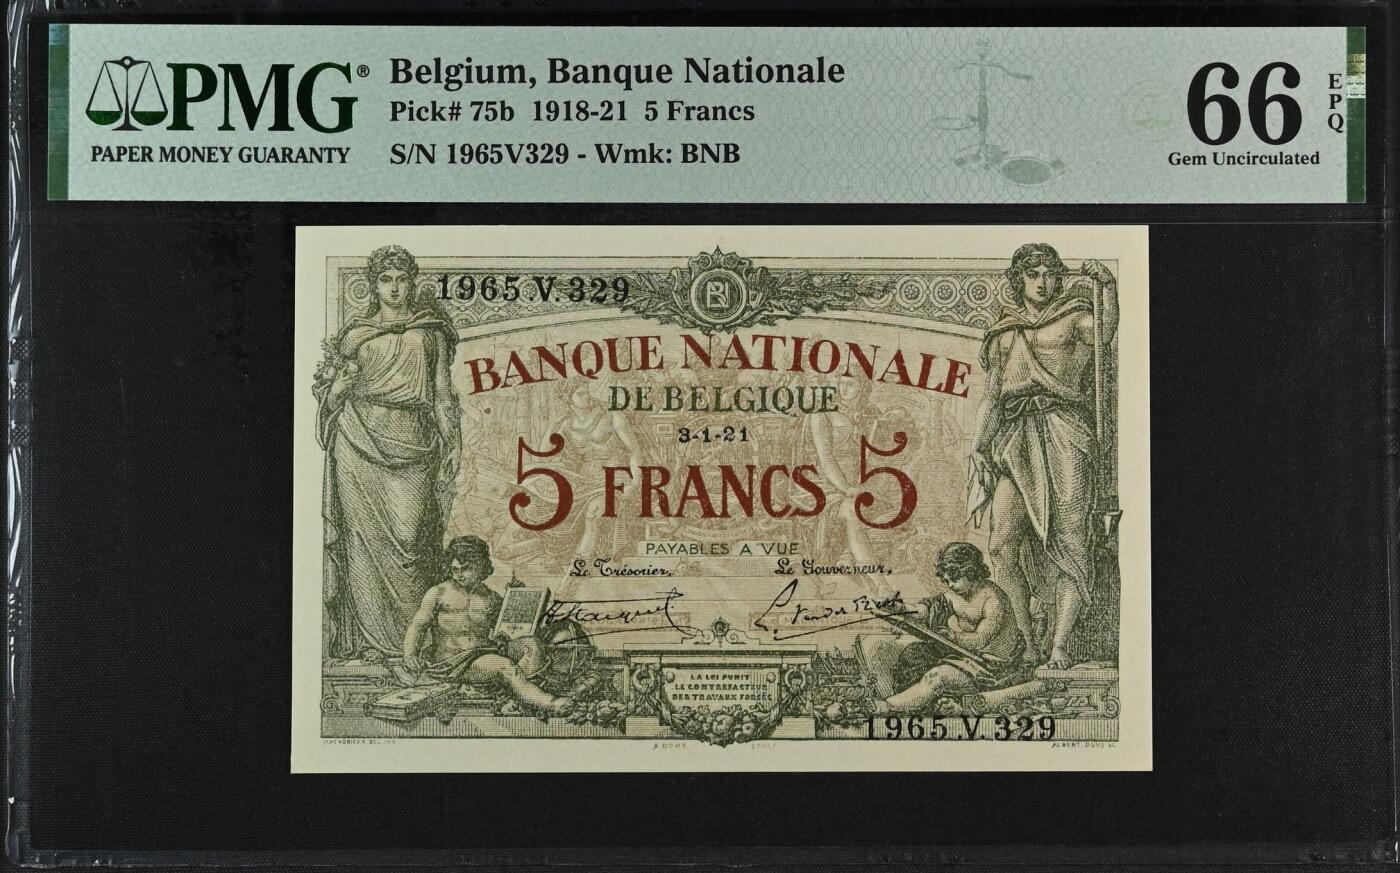 PMG®
PAPER MONEY GUARANTY
Belgium, Banque Nationale
Pick# 75b 1918-21 5 Francs
S/N 1965V329 - Wmk: BNB
66
EPQ
Gem Uncirculated
1965.V.329
BANQUE NATIONALE
DE BELGIQUE
3-1-21
5 FRANCS 5
PAYABLES A VUE
Le Trésorier, Le Gouverneur,
LA LOI PUNIT
LE CONTREFACTEUR
DES TRAVAUX FORCÉS
1965.V.329